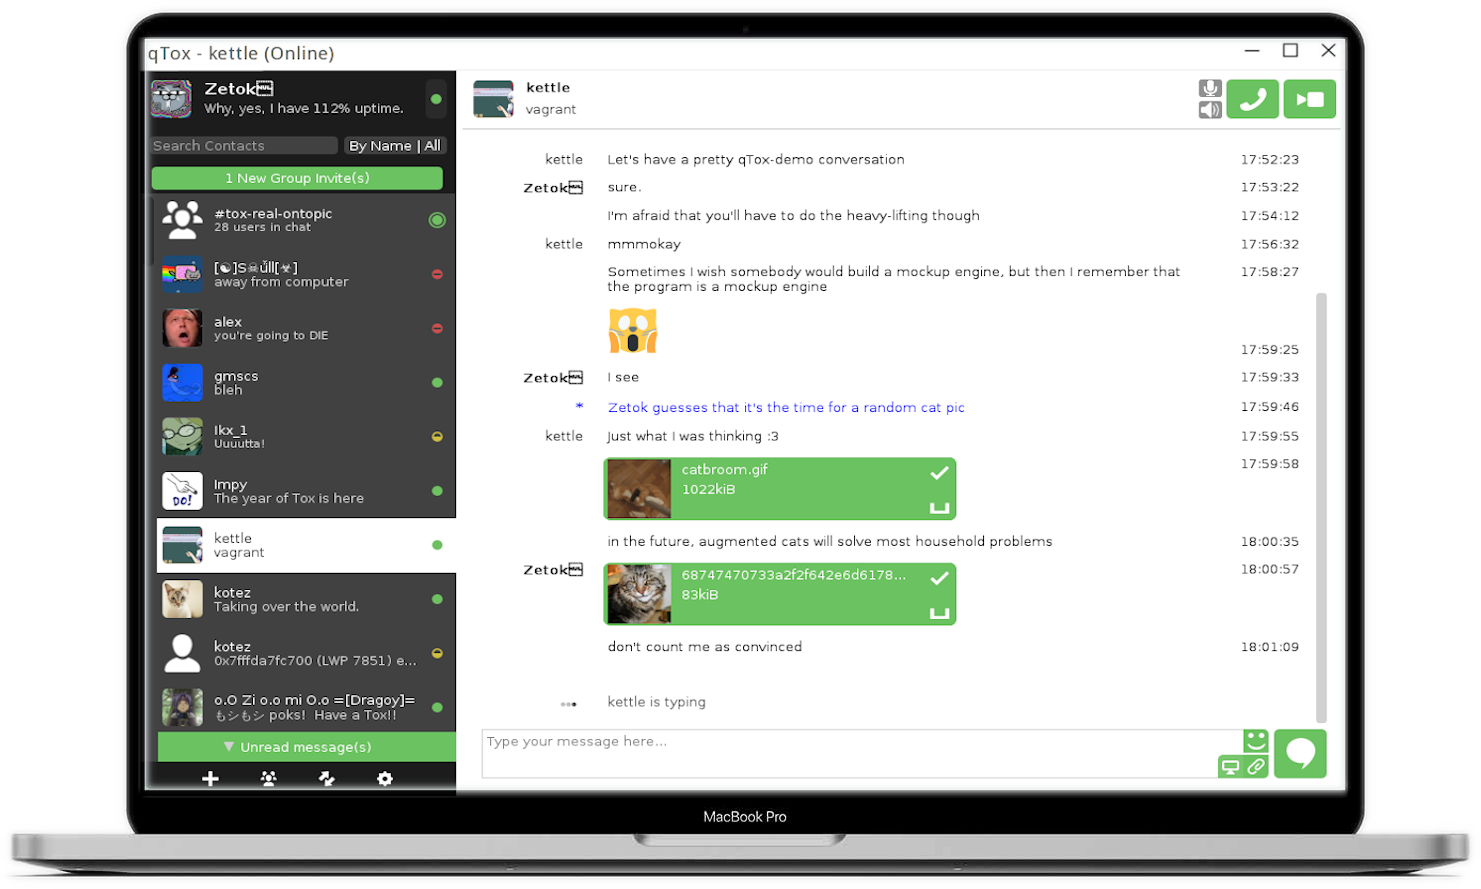 qTox - kettle (Online)
Zetok
Why, yes, I have 112% uptime.
Search Contacts
By Name | All
1 New Group Invite(s)
#tox-real-ontopic
28 users in chat
[☯]S☠ǔll[☣]
away from computer
alex
you're going to DIE
gmscs
bleh
Ikx_1
Uuuutta!
DO!
Impy
The year of Tox is here
kettle
vagrant
kotez
Taking over the world.
kotez
0x7fffda7fc700 (LWP 7851) e...
o.O Zi o.o mi O.o =[Dragoy]=
もシもシ poks!  Have a Tox!!
Unread message(s)
kettle
vagrant
kettle Let's have a pretty qTox-demo conversation 17:52:23
Zetok sure. 17:53:22
I'm afraid that you'll have to do the heavy-lifting though 17:54:12
kettle mmmokay 17:56:32
Sometimes I wish somebody would build a mockup engine, but then I remember that 17:58:27
the program is a mockup engine
17:59:25
Zetok I see 17:59:33
* Zetok guesses that it's the time for a random cat pic 17:59:46
kettle Just what I was thinking :3 17:59:55
catbroom.gif 17:59:58
1022kiB
in the future, augmented cats will solve most household problems 18:00:35
Zetok 68747470733a2f2f642e6d6178... 18:00:57
83kiB
don't count me as convinced 18:01:09
kettle is typing
Type your message here...
MacBook Pro